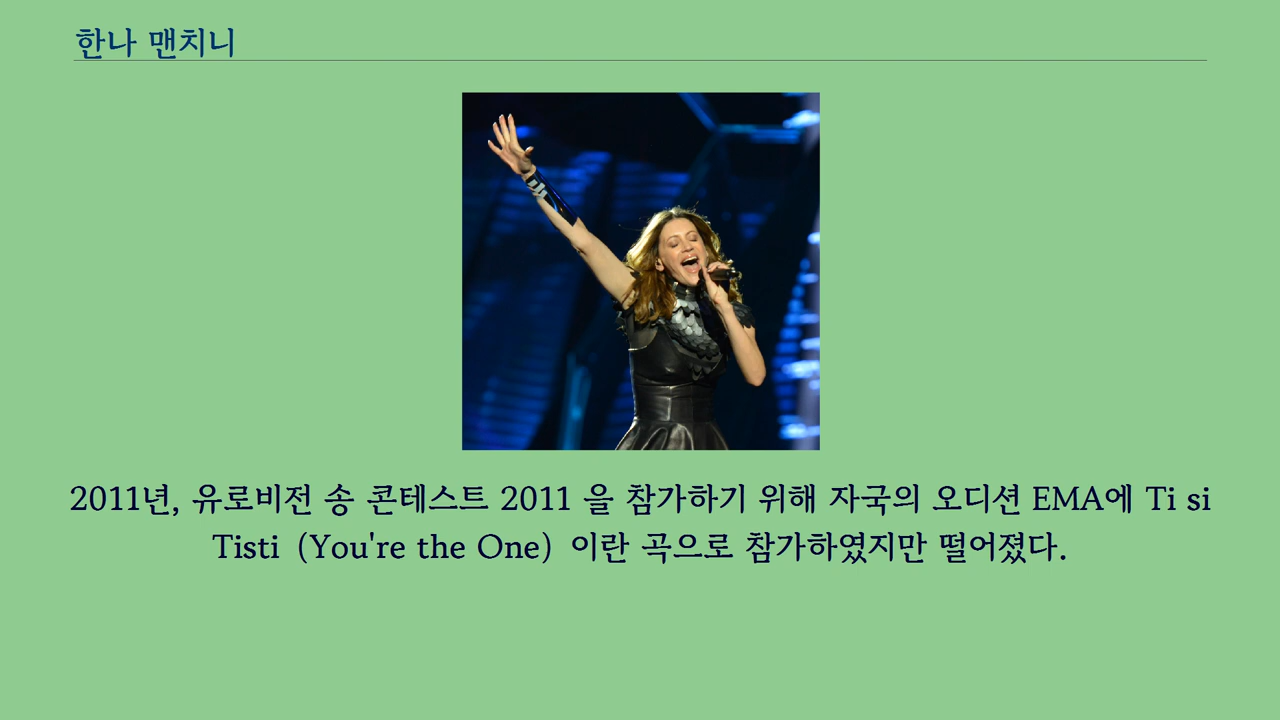 한나 맨치니
2011년, 유로비전 송 콘테스트 2011 을 참가하기 위해 자국의 오디션 EMA에 Ti si
Tisti (You're the One) 이란 곡으로 참가하였지만 떨어졌다.